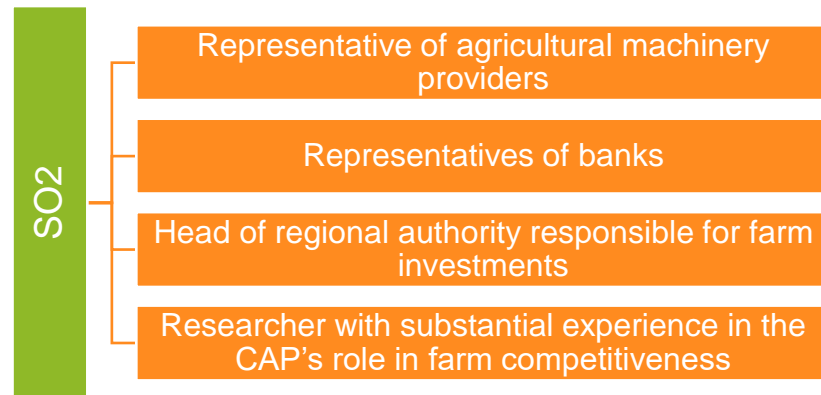 SO2
Representative of agricultural machinery
providers
Representatives of banks
Head of regional authority responsible for farm
investments
Researcher with substantial experience in the
CAP's role in farm competitiveness